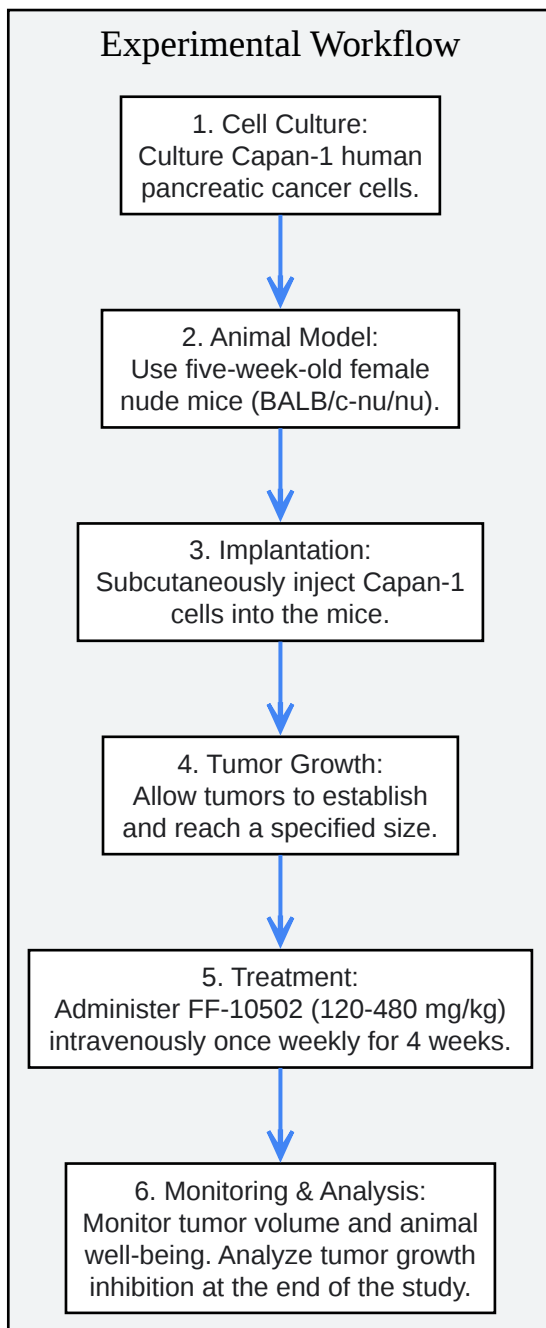 Experimental Workflow
1. Cell Culture:
Culture Capan-1 human
pancreatic cancer cells.
2. Animal Model:
Use five-week-old female
nude mice (BALB/c-nu/nu).
3. Implantation:
Subcutaneously inject Capan-1
cells into the mice.
4. Tumor Growth:
Allow tumors to establish
and reach a specified size.
5. Treatment:
Administer FF-10502 (120-480 mg/kg)
intravenously once weekly for 4 weeks.
6. Monitoring & Analysis:
Monitor tumor volume and animal
well-being. Analyze tumor growth
inhibition at the end of the study.